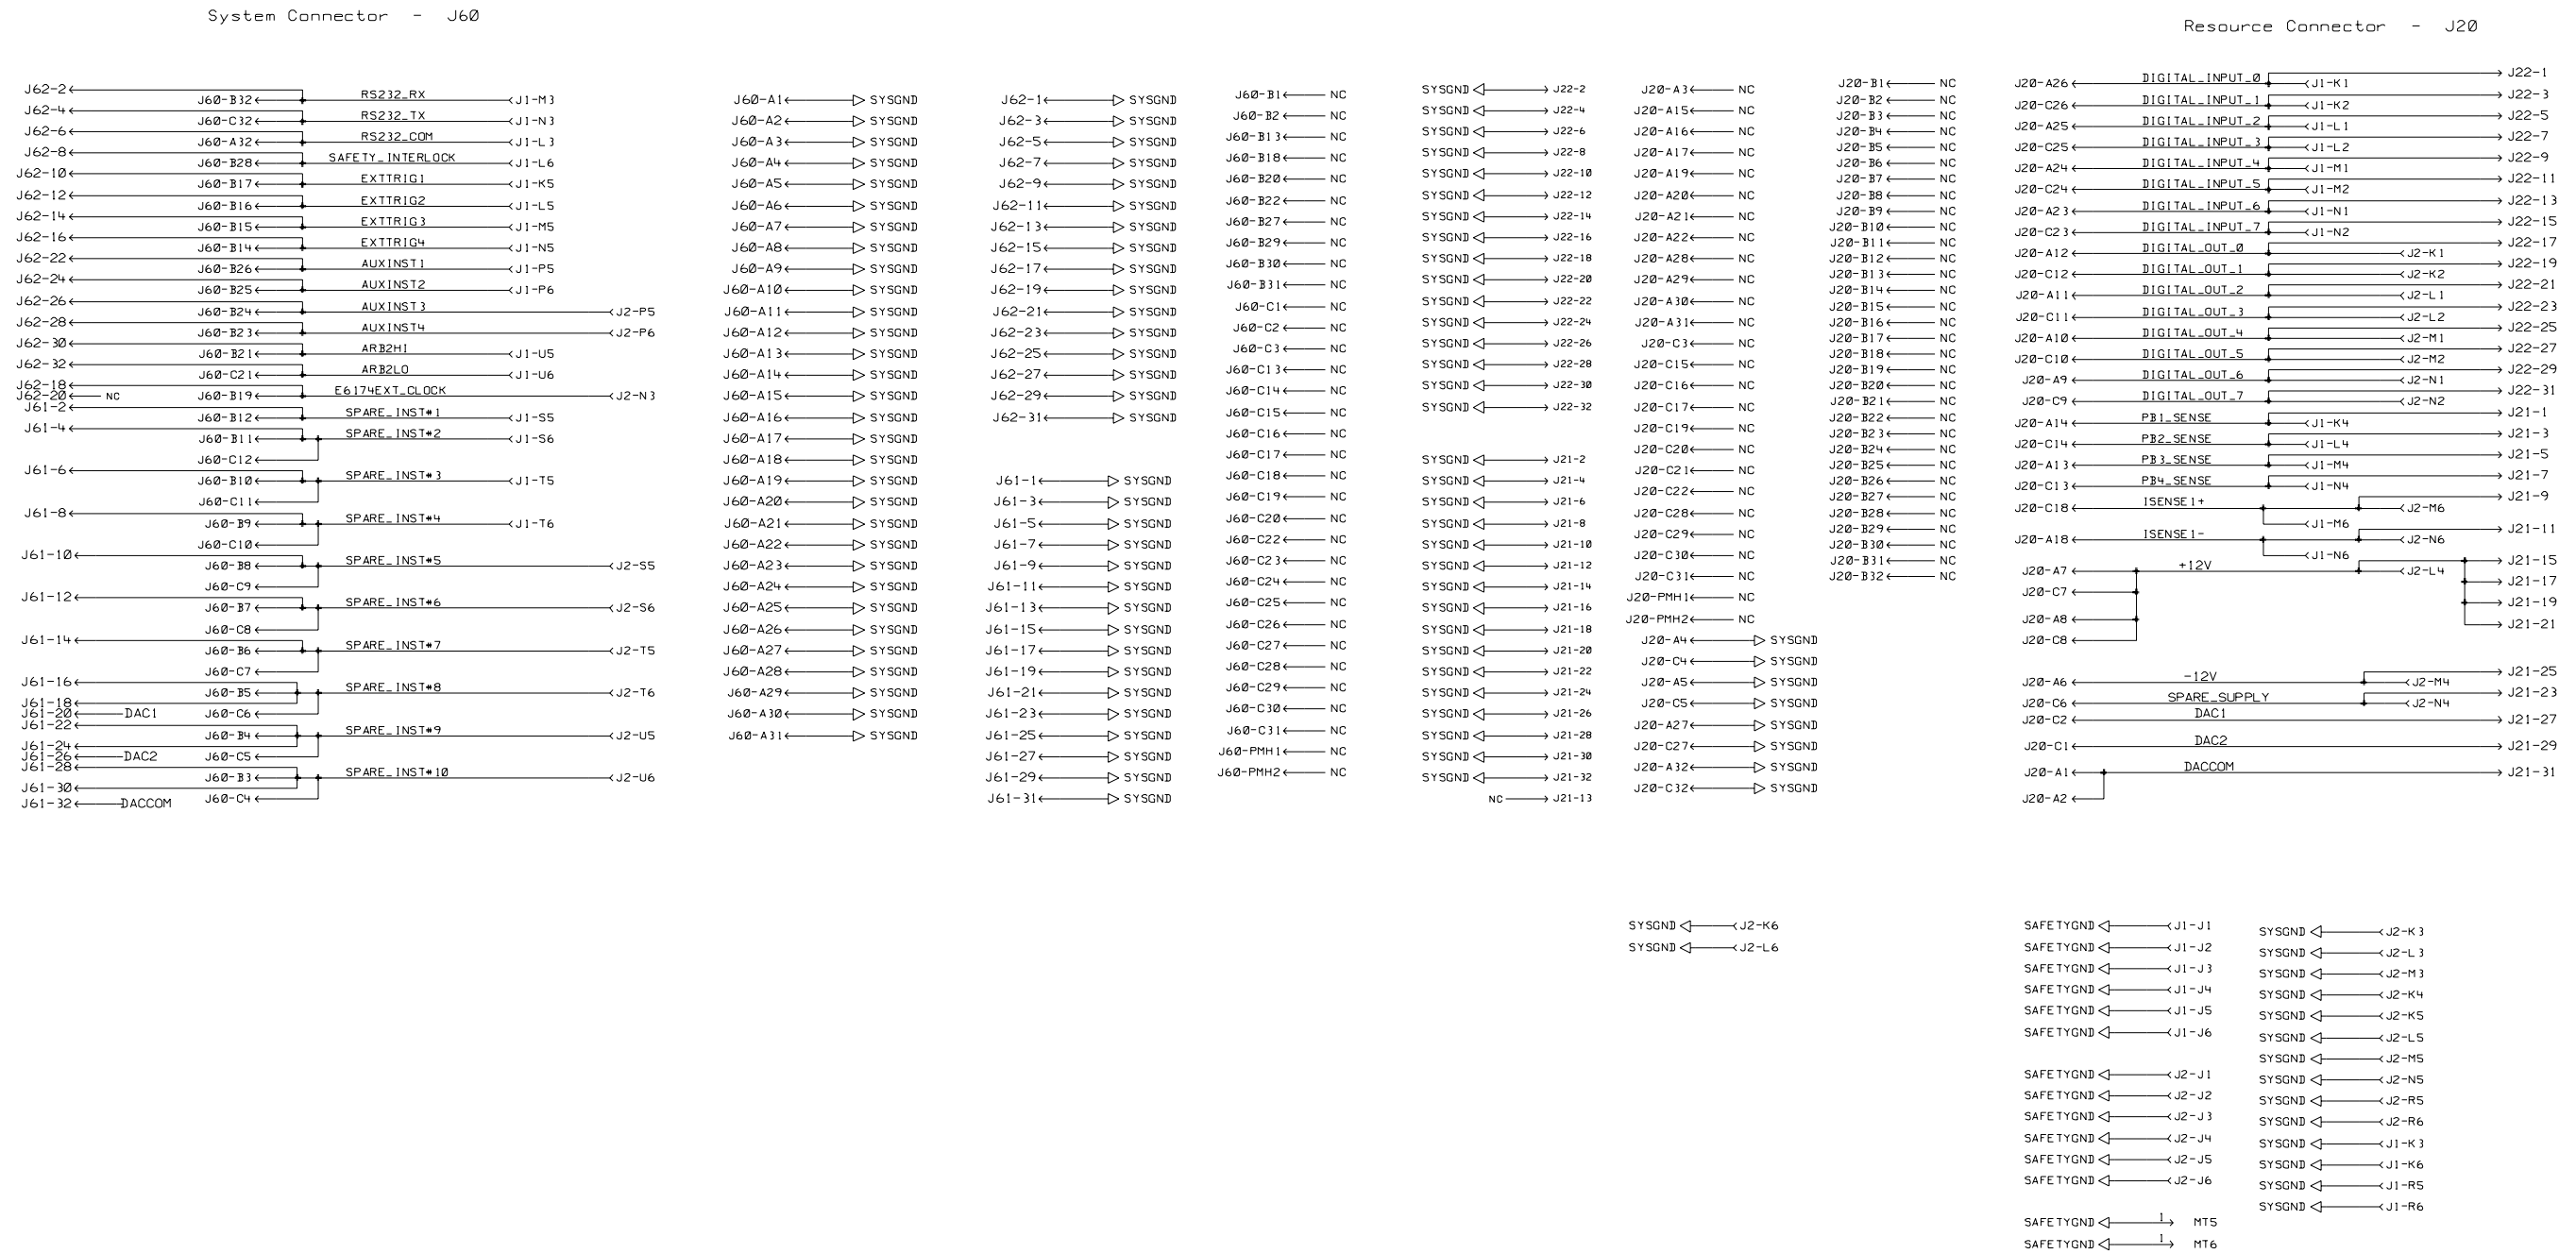 System Connector - J60
Resource Connector - J20
J62-2
J60-B32 RS232_RX J1-M3
J62-4
J60-C32 RS232_TX J1-N3
J62-6
J60-A32 RS232_COM J1-L3
J62-8
J60-B28 SAFETY_INTERLOCK J1-L6
J62-10
J60-B17 EXTTRIG1 J1-K5
J62-12
J60-B16 EXTTRIG2 J1-L5
J62-14
J60-B15 EXTTRIG3 J1-M5
J62-16
J60-B14 EXTTRIG4 J1-N5
J62-22
J60-B26 AUXINST1 J1-P5
J62-24
J60-B25 AUXINST2 J1-P6
J62-26
J60-B24 AUXINST3 J2-P5
J62-28
J60-B23 AUXINST4 J2-P6
J62-30
J60-B21 ARB2HI J1-U5
J62-32
J60-C21 ARB2LO J1-U6
J62-18
J62-20 NC J60-B19 E6174EXT_CLOCK J2-N3
J61-2
J60-B12 SPARE_INST#1 J1-S5
J61-4
J60-B11 SPARE_INST#2 J1-S6
J60-C12
J61-6
J60-B10 SPARE_INST#3 J1-T5
J60-C11
J61-8
J60-B9 SPARE_INST#4 J1-T6
J60-C10
J61-10
J60-B8 SPARE_INST#5 J2-S5
J60-C9
J61-12
J60-B7 SPARE_INST#6 J2-S6
J60-C8
J61-14
J60-B6 SPARE_INST#7 J2-T5
J60-C7
J61-16
J60-B5 SPARE_INST#8 J2-T6
J61-18
J61-20 DAC1 J60-C6
J61-22
J60-B4 SPARE_INST#9 J2-U5
J61-24
J61-26 DAC2 J60-C5
J61-28
J60-B3 SPARE_INST#10 J2-U6
J61-30
J61-32 DACCOM J60-C4
J60-A1 SYSGND
J60-A2 SYSGND
J60-A3 SYSGND
J60-A4 SYSGND
J60-A5 SYSGND
J60-A6 SYSGND
J60-A7 SYSGND
J60-A8 SYSGND
J60-A9 SYSGND
J60-A10 SYSGND
J60-A11 SYSGND
J60-A12 SYSGND
J60-A13 SYSGND
J60-A14 SYSGND
J60-A15 SYSGND
J60-A16 SYSGND
J60-A17 SYSGND
J60-A18 SYSGND
J60-A19 SYSGND
J60-A20 SYSGND
J60-A21 SYSGND
J60-A22 SYSGND
J60-A23 SYSGND
J60-A24 SYSGND
J60-A25 SYSGND
J60-A26 SYSGND
J60-A27 SYSGND
J60-A28 SYSGND
J60-A29 SYSGND
J60-A30 SYSGND
J60-A31 SYSGND
J62-1 SYSGND
J62-3 SYSGND
J62-5 SYSGND
J62-7 SYSGND
J62-9 SYSGND
J62-11 SYSGND
J62-13 SYSGND
J62-15 SYSGND
J62-17 SYSGND
J62-19 SYSGND
J62-21 SYSGND
J62-23 SYSGND
J62-25 SYSGND
J62-27 SYSGND
J62-29 SYSGND
J62-31 SYSGND
J61-1 SYSGND
J61-3 SYSGND
J61-5 SYSGND
J61-7 SYSGND
J61-9 SYSGND
J61-11 SYSGND
J61-13 SYSGND
J61-15 SYSGND
J61-17 SYSGND
J61-19 SYSGND
J61-21 SYSGND
J61-23 SYSGND
J61-25 SYSGND
J61-27 SYSGND
J61-29 SYSGND
J61-31 SYSGND
J60-B1 NC
J60-B2 NC
J60-B13 NC
J60-B18 NC
J60-B20 NC
J60-B22 NC
J60-B27 NC
J60-B29 NC
J60-B30 NC
J60-B31 NC
J60-C1 NC
J60-C2 NC
J60-C3 NC
J60-C13 NC
J60-C14 NC
J60-C15 NC
J60-C16 NC
J60-C17 NC
J60-C18 NC
J60-C19 NC
J60-C20 NC
J60-C22 NC
J60-C23 NC
J60-C24 NC
J60-C25 NC
J60-C26 NC
J60-C27 NC
J60-C28 NC
J60-C29 NC
J60-C30 NC
J60-C31 NC
J60-PMH1 NC
J60-PMH2 NC
SYSGND J22-2
SYSGND J22-4
SYSGND J22-6
SYSGND J22-8
SYSGND J22-10
SYSGND J22-12
SYSGND J22-14
SYSGND J22-16
SYSGND J22-18
SYSGND J22-20
SYSGND J22-22
SYSGND J22-24
SYSGND J22-26
SYSGND J22-28
SYSGND J22-30
SYSGND J22-32
SYSGND J21-2
SYSGND J21-4
SYSGND J21-6
SYSGND J21-8
SYSGND J21-10
SYSGND J21-12
SYSGND J21-14
SYSGND J21-16
SYSGND J21-18
SYSGND J21-20
SYSGND J21-22
SYSGND J21-24
SYSGND J21-26
SYSGND J21-28
SYSGND J21-30
SYSGND J21-32
NC J21-13
J20-A3 NC
J20-A15 NC
J20-A16 NC
J20-A17 NC
J20-A19 NC
J20-A20 NC
J20-A21 NC
J20-A22 NC
J20-A28 NC
J20-A29 NC
J20-A30 NC
J20-A31 NC
J20-C3 NC
J20-C15 NC
J20-C16 NC
J20-C17 NC
J20-C19 NC
J20-C20 NC
J20-C21 NC
J20-C22 NC
J20-C28 NC
J20-C29 NC
J20-C30 NC
J20-C31 NC
J20-PMH1 NC
J20-PMH2 NC
J20-A4 SYSGND
J20-C4 SYSGND
J20-A5 SYSGND
J20-C5 SYSGND
J20-A27 SYSGND
J20-C27 SYSGND
J20-A32 SYSGND
J20-C32 SYSGND
J20-B1 NC
J20-B2 NC
J20-B3 NC
J20-B4 NC
J20-B5 NC
J20-B6 NC
J20-B7 NC
J20-B8 NC
J20-B9 NC
J20-B10 NC
J20-B11 NC
J20-B12 NC
J20-B13 NC
J20-B14 NC
J20-B15 NC
J20-B16 NC
J20-B17 NC
J20-B18 NC
J20-B19 NC
J20-B20 NC
J20-B21 NC
J20-B22 NC
J20-B23 NC
J20-B24 NC
J20-B25 NC
J20-B26 NC
J20-B27 NC
J20-B28 NC
J20-B29 NC
J20-B30 NC
J20-B31 NC
J20-B32 NC
J20-A26 DIGITAL_INPUT_0 J1-K1 J22-1
J20-C26 DIGITAL_INPUT_1 J1-K2 J22-3
J20-A25 DIGITAL_INPUT_2 J1-L1 J22-5
J20-C25 DIGITAL_INPUT_3 J1-L2 J22-7
J20-A24 DIGITAL_INPUT_4 J1-M1 J22-9
J20-C24 DIGITAL_INPUT_5 J1-M2 J22-11
J20-A23 DIGITAL_INPUT_6 J1-N1 J22-13
J20-C23 DIGITAL_INPUT_7 J1-N2 J22-15
J20-A12 DIGITAL_OUT_0 J2-K1 J22-17
J20-C12 DIGITAL_OUT_1 J2-K2 J22-19
J20-A11 DIGITAL_OUT_2 J2-L1 J22-21
J20-C11 DIGITAL_OUT_3 J2-L2 J22-23
J20-A10 DIGITAL_OUT_4 J2-M1 J22-25
J20-C10 DIGITAL_OUT_5 J2-M2 J22-27
J20-A9 DIGITAL_OUT_6 J2-N1 J22-29
J20-C9 DIGITAL_OUT_7 J2-N2 J22-31
J20-A14 PB1_SENSE J1-K4 J21-1
J20-C14 PB2_SENSE J1-L4 J21-3
J20-A13 PB3_SENSE J1-M4 J21-5
J20-C13 PB4_SENSE J1-N4 J21-7
J20-C18 ISENSE1+ J2-M6 J21-9
J1-M6
J20-A18 ISENSE1- J2-N6 J21-11
J1-N6
J20-A7 +12V J2-L4 J21-15
J20-C7 J21-17
J21-19
J20-A8 J21-21
J20-C8
J20-A6 -12V J2-M4 J21-25
J20-C6 SPARE_SUPPLY J2-N4 J21-23
J20-C2 DAC1 J21-27
J20-C1 DAC2 J21-29
J20-A1 DACCOM J21-31
J20-A2
SYSGND J2-K6
SYSGND J2-L6
SAFETYGND J1-J1
SAFETYGND J1-J2
SAFETYGND J1-J3
SAFETYGND J1-J4
SAFETYGND J1-J5
SAFETYGND J1-J6
SAFETYGND J2-J1
SAFETYGND J2-J2
SAFETYGND J2-J3
SAFETYGND J2-J4
SAFETYGND J2-J5
SAFETYGND J2-J6
SAFETYGND 1 MT5
SAFETYGND 1 MT6
SYSGND J2-K3
SYSGND J2-L3
SYSGND J2-M3
SYSGND J2-K4
SYSGND J2-K5
SYSGND J2-L5
SYSGND J2-M5
SYSGND J2-N5
SYSGND J2-R5
SYSGND J2-R6
SYSGND J1-K3
SYSGND J1-K6
SYSGND J1-R5
SYSGND J1-R6